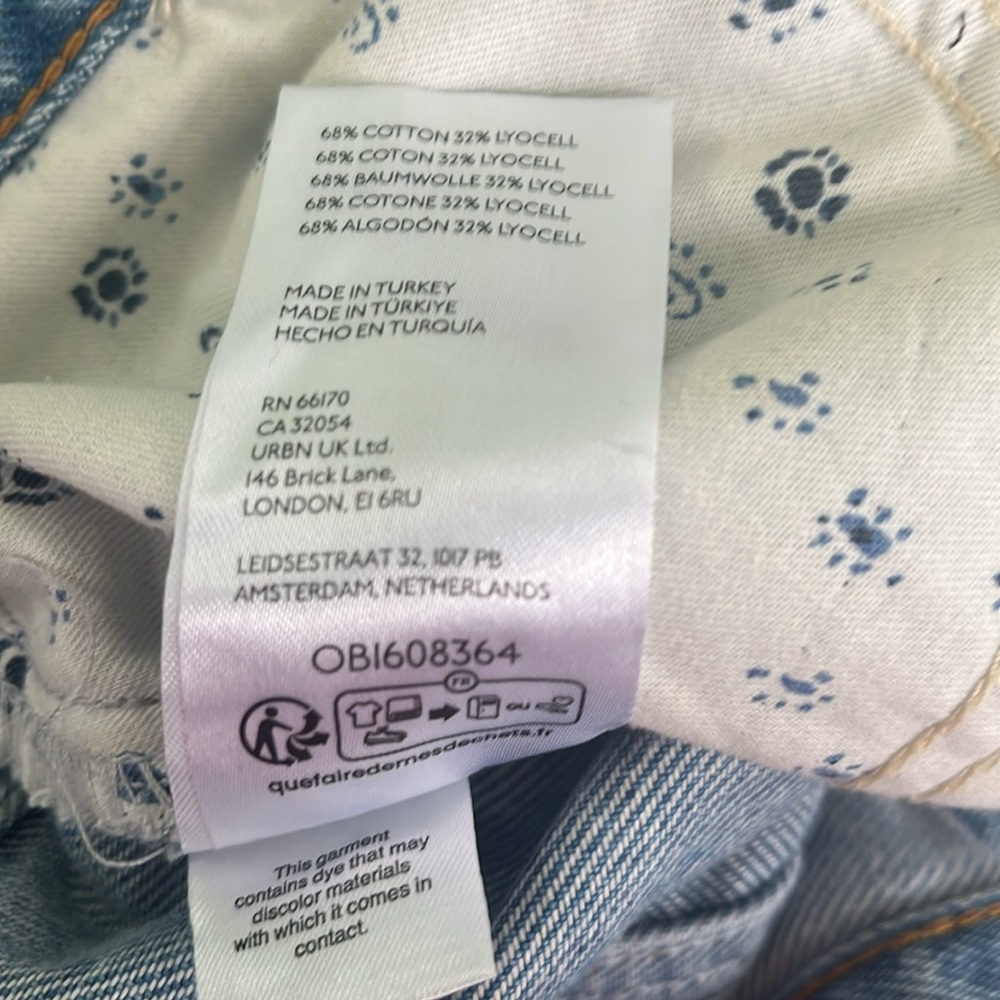 68% COTTON 32% LYOCELL
68% COTON 32% LYOCELL
68% BAUMWOLLE 32% LYOCELL
68% COTONE 32% LYOCELL
68% ALGODÓN 32% LYOCELL
MADE IN TURKEY
MADE IN TÜRKIYE
HECHO EN TURQUÍA
RN 66170
CA 32054
URBN UK Ltd.
146 Brick Lane,
LONDON, E1 6RU
LEIDSESTRAAT 32, 1017 PB
AMSTERDAM, NETHERLANDS
OB1608364
FR
OU
quefairedemesdechets.fr
This garment
contains dye that may
discolor materials
with which it comes in
contact.